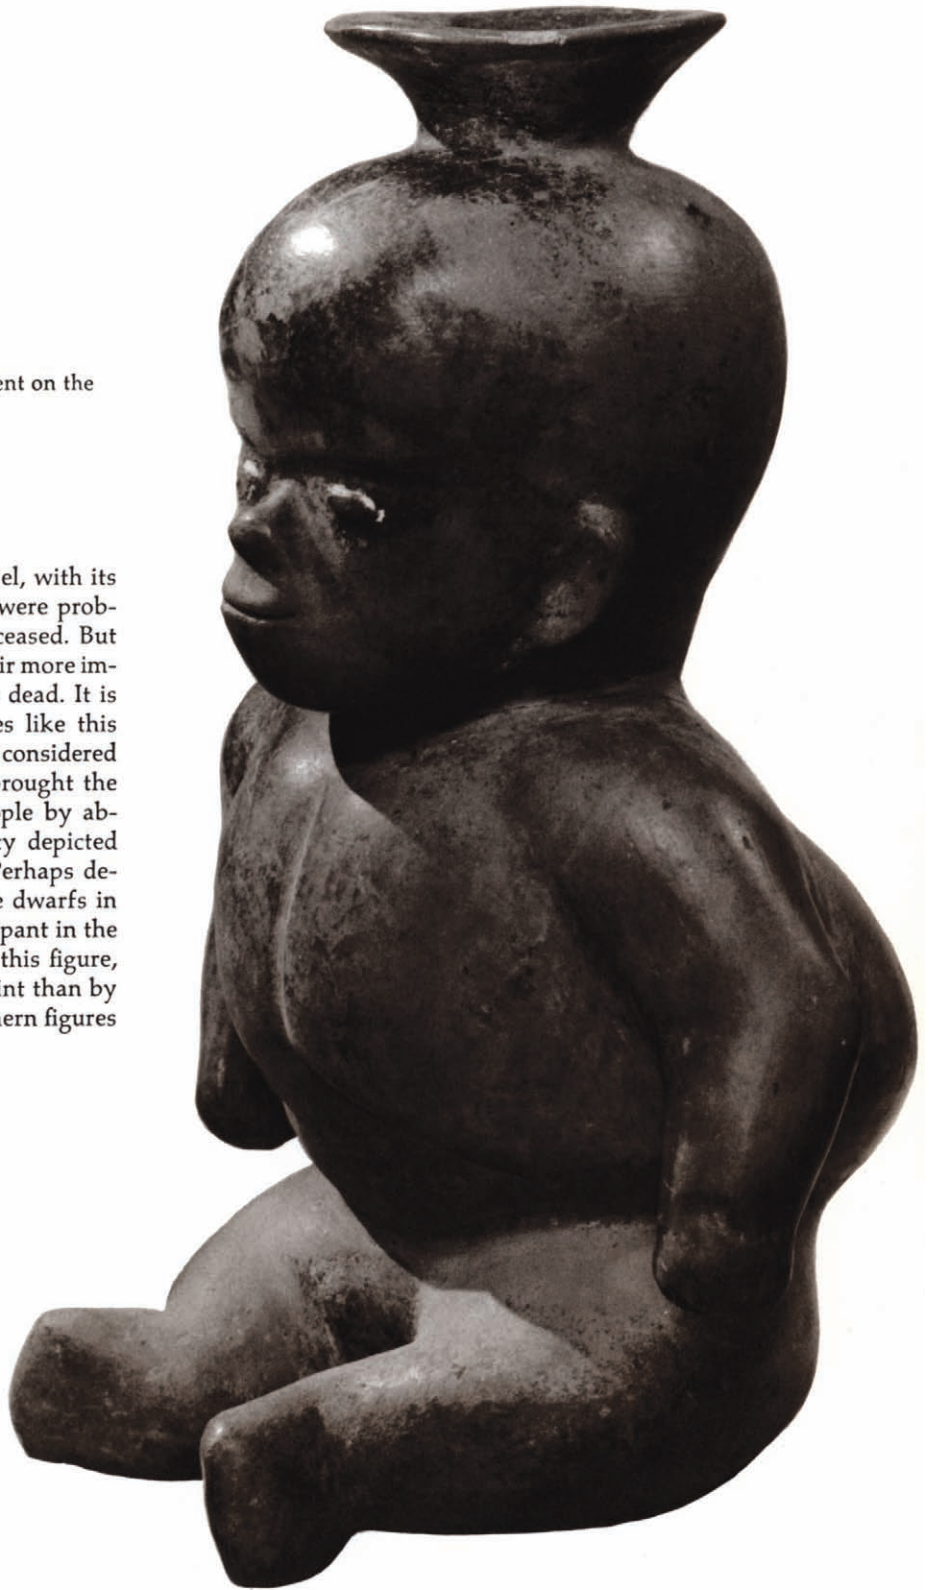 ent on the
el, with its
were prob-
ceased. But
ir more im-
dead. It is
es like this
considered
rought the
ple by ab-
y depicted
Perhaps de-
e dwarfs in
pant in the
this figure,
int than by
ern figures